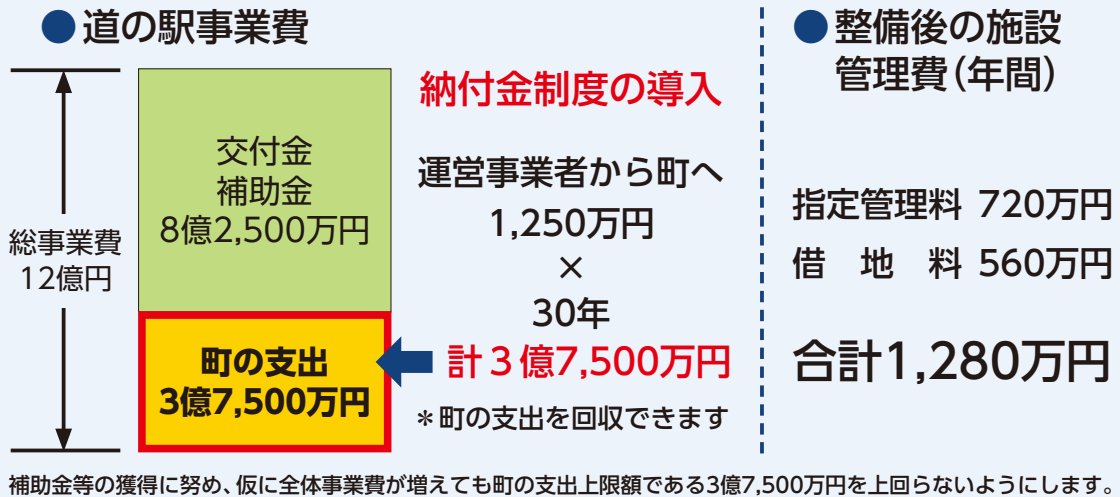 ●道の駅事業費
総事業費
12億円
交付金
補助金
8億2,500万円
町の支出
3億7,500万円
納付金制度の導入
運営事業者から町へ
1,250万円
×
30年
計3億7,500万円
＊町の支出を回収できます
●整備後の施設
管理費（年間）
指定管理料 720万円
借地料 560万円
合計1,280万円
補助金等の獲得に努め、仮に全体事業費が増えても町の支出上限額である3億7,500万円を上回らないようにします。